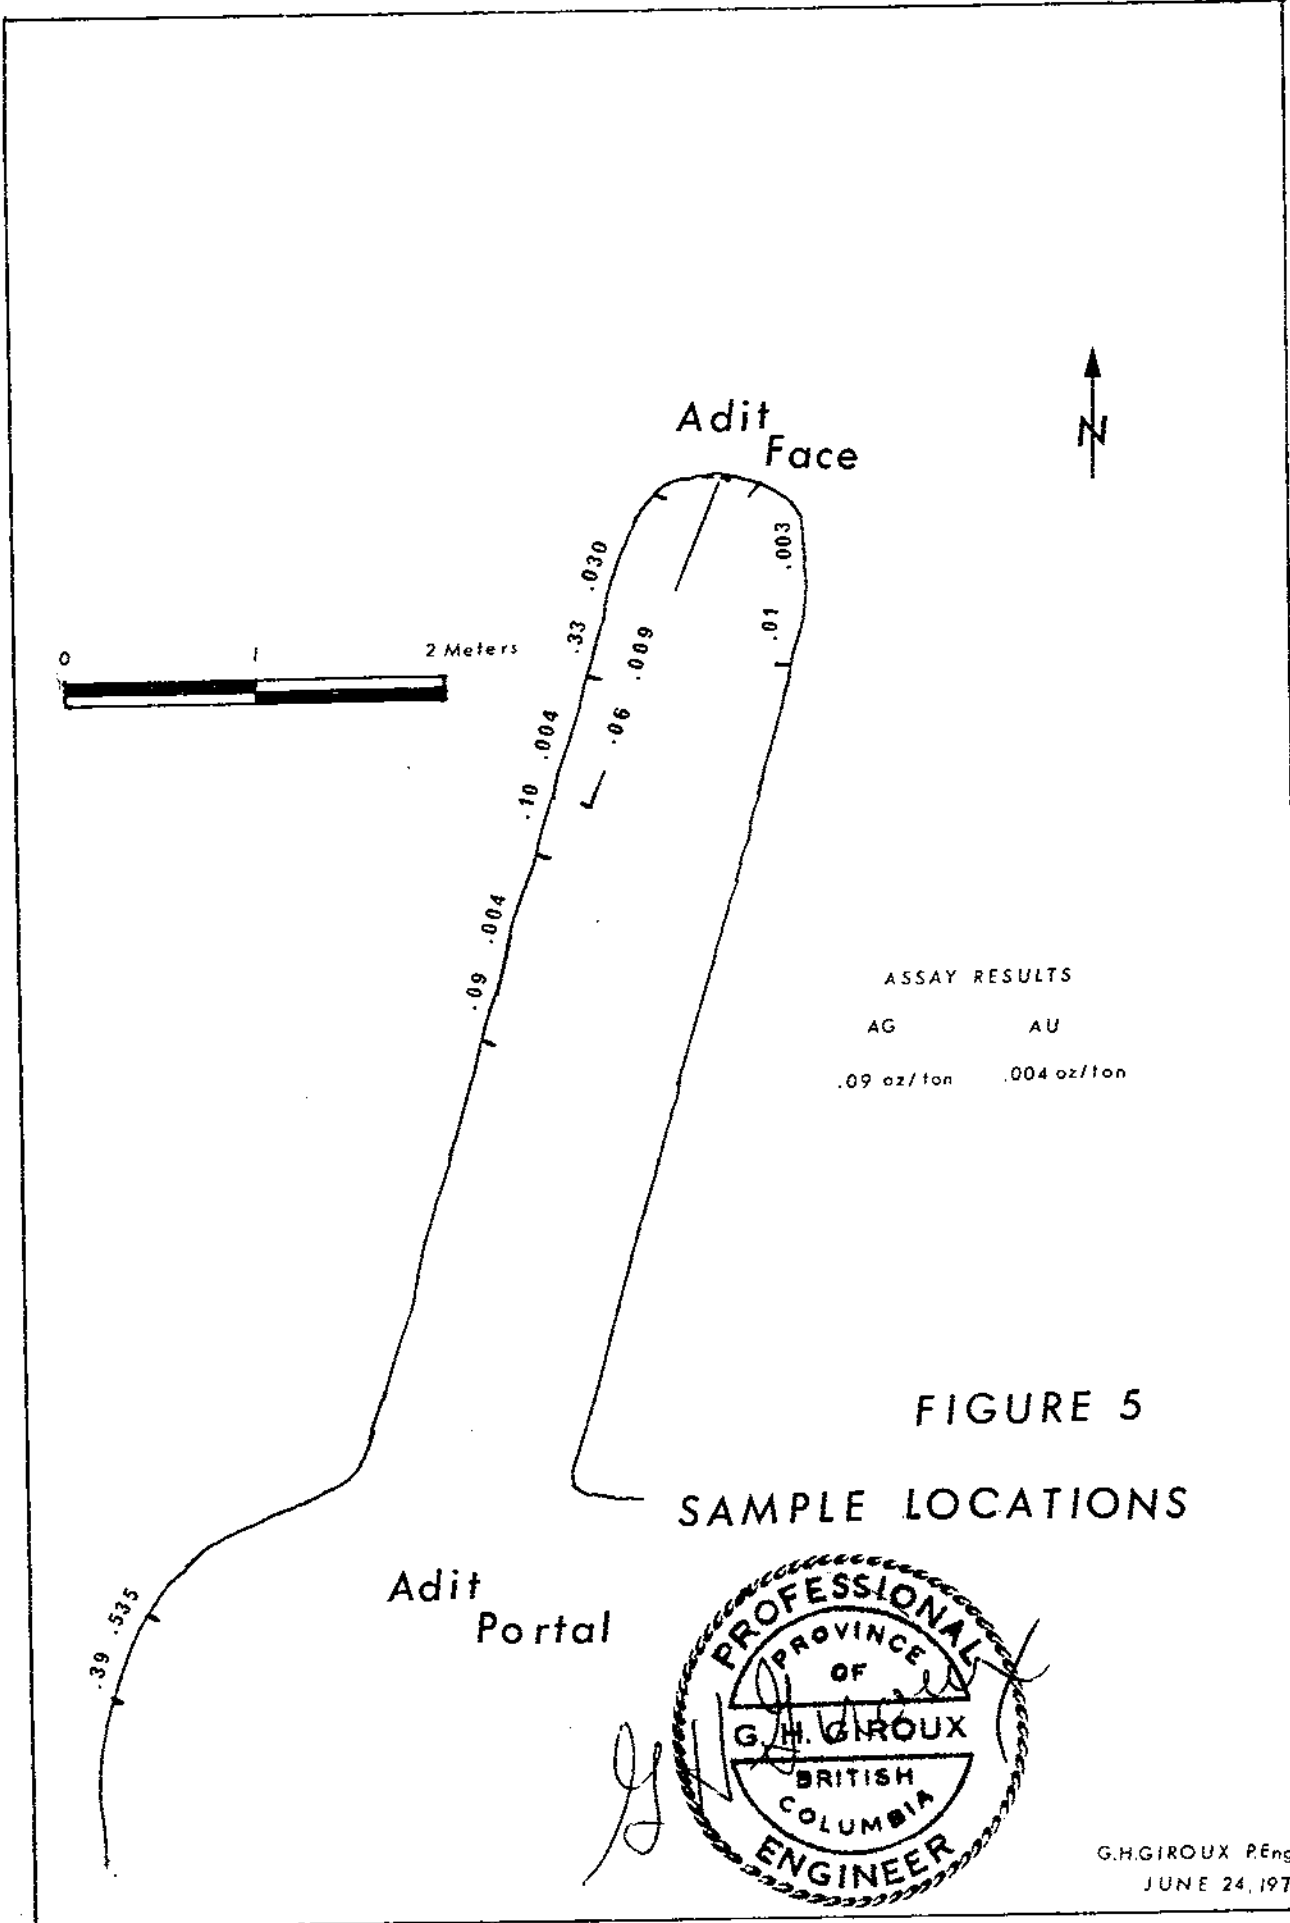 Adit
Face
N
.33 .030
.01 .003
.06 .009
0 1 2 Meters
.10 .004
.09 .004
ASSAY RESULTS
AG AU
.09 oz/ton .004 oz/ton
FIGURE 5
SAMPLE LOCATIONS
Adit
Portal
.39 .535
PROFESSIONAL
PROVINCE
OF
G. H. GIROUX
BRITISH
COLUMBIA
ENGINEER
G.H.GIROUX P.Eng
JUNE 24, 197